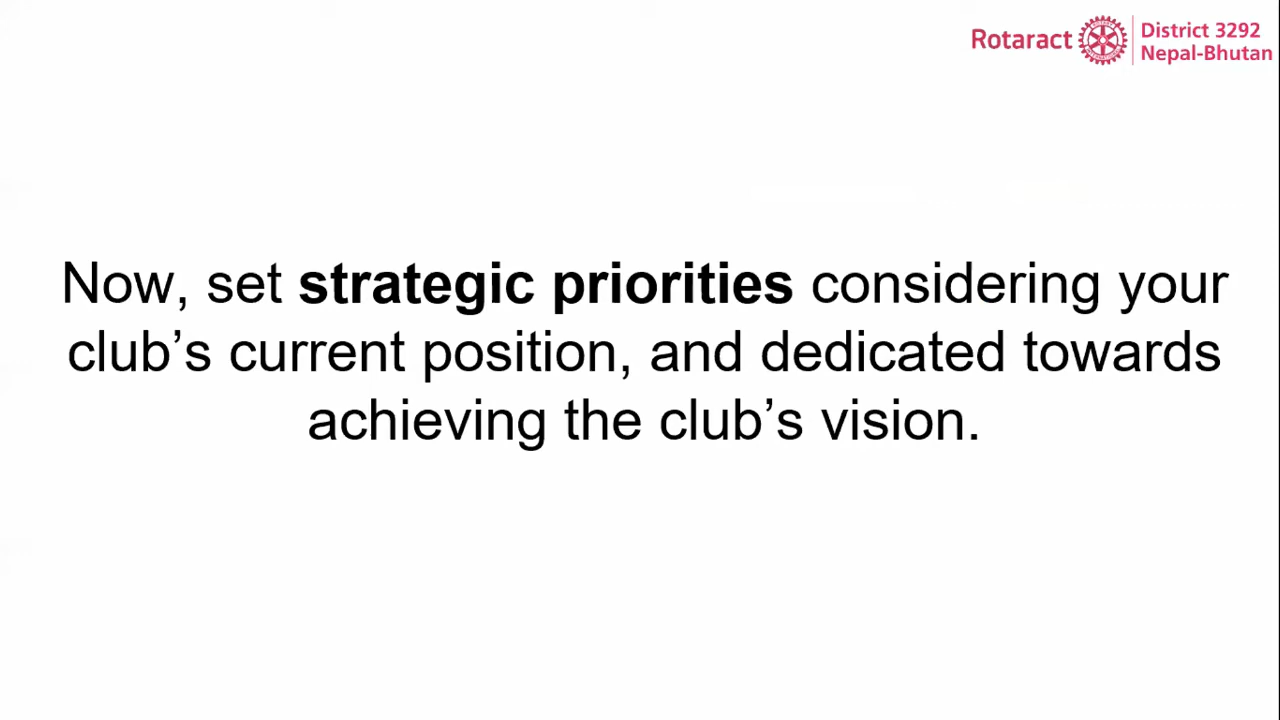 Rotaract
District 3292
Nepal-Bhutan
Now, set strategic priorities considering your
club’s current position, and dedicated towards
achieving the club’s vision.